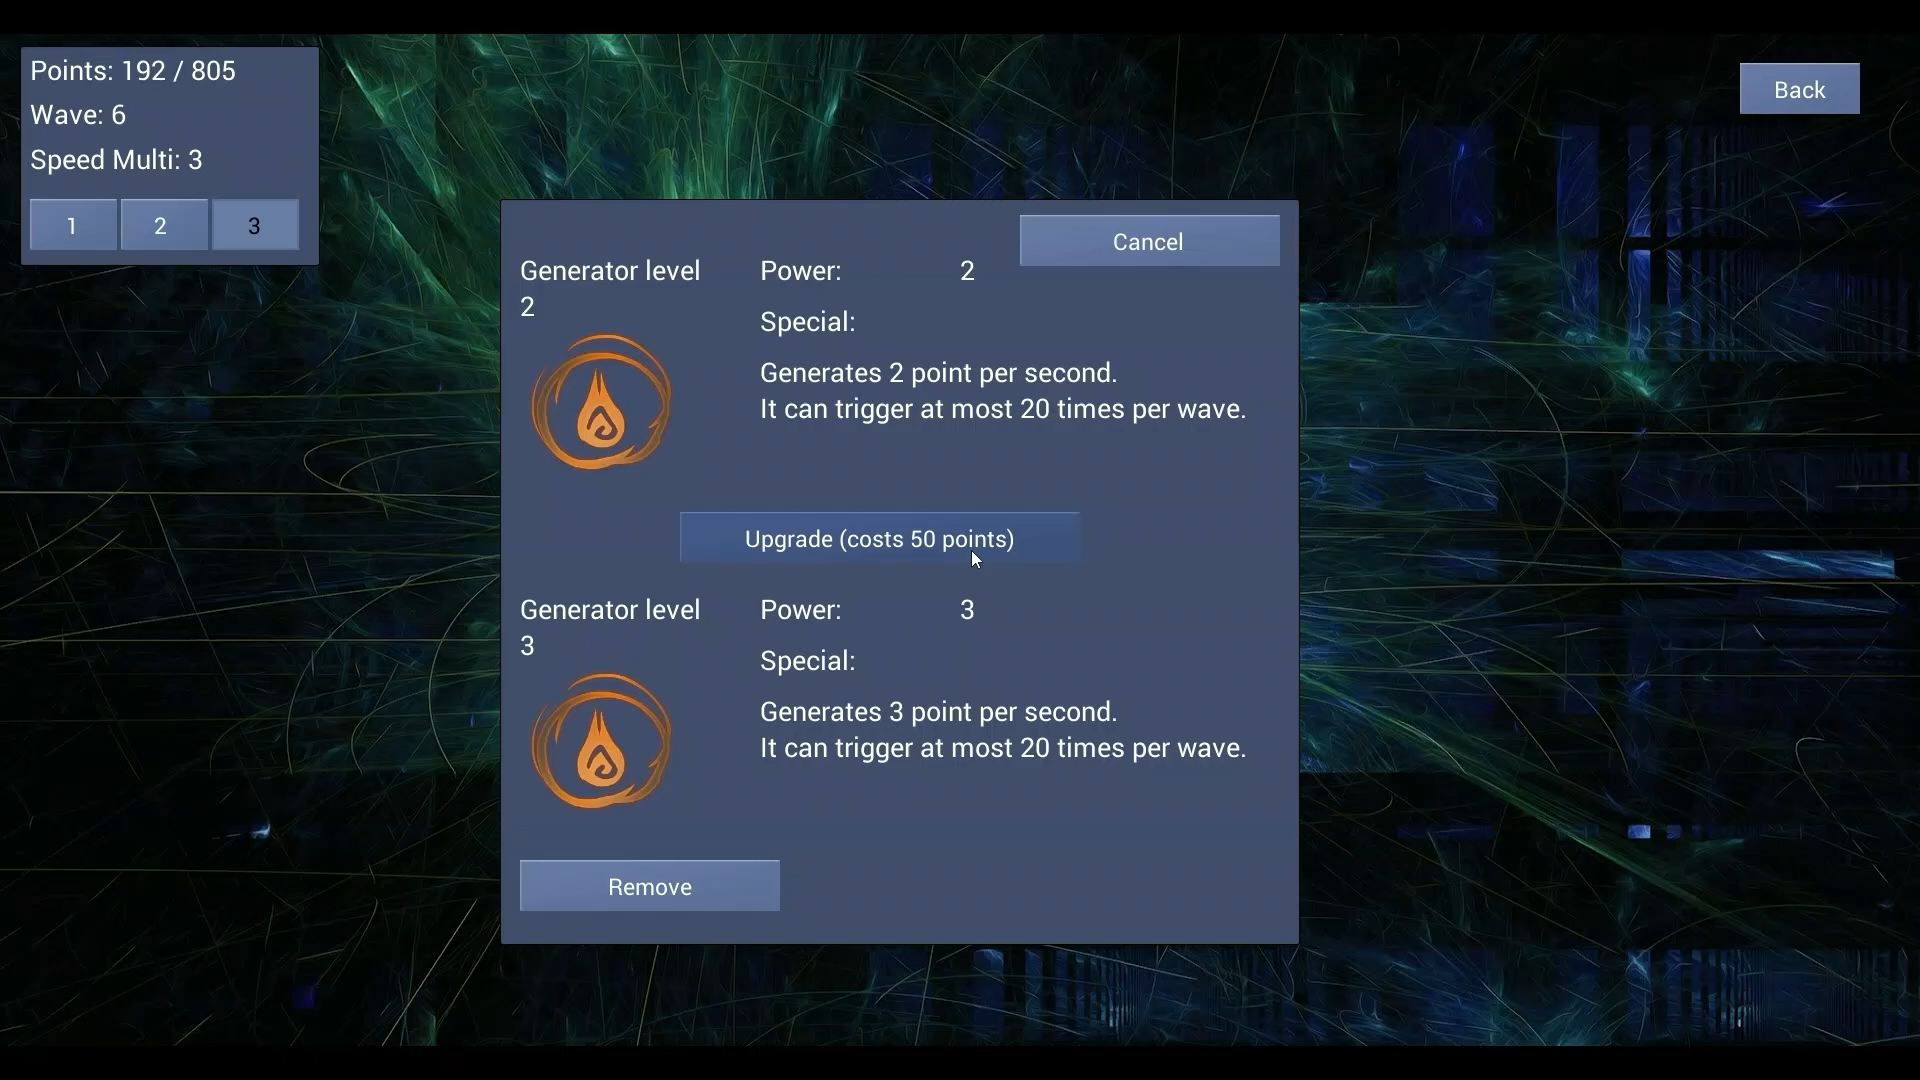 Points: 192 / 805
Wave: 6
Speed Multi: 3
1 2 3
Back
Cancel
Generator level
2
Power: 2
Special:
Generates 2 point per second.
It can trigger at most 20 times per wave.
Upgrade (costs 50 points)
Generator level
3
Power: 3
Special:
Generates 3 point per second.
It can trigger at most 20 times per wave.
Remove